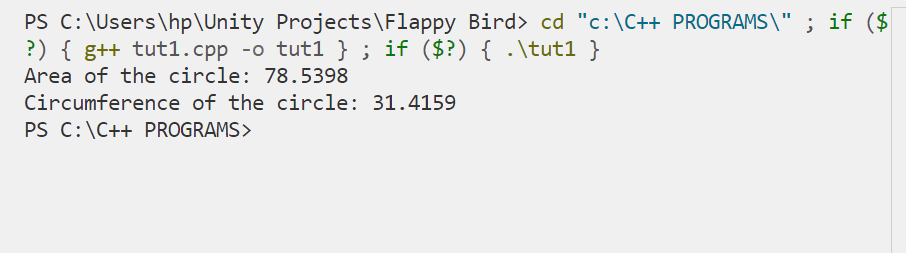 PS C:\Users\hp\Unity Projects\Flappy Bird> cd "c:\C++ PROGRAMS\" ; if ($
?) { g++ tut1.cpp -o tut1 } ; if ($?) { .\tut1 }
Area of the circle: 78.5398
Circumference of the circle: 31.4159
PS C:\C++ PROGRAMS>